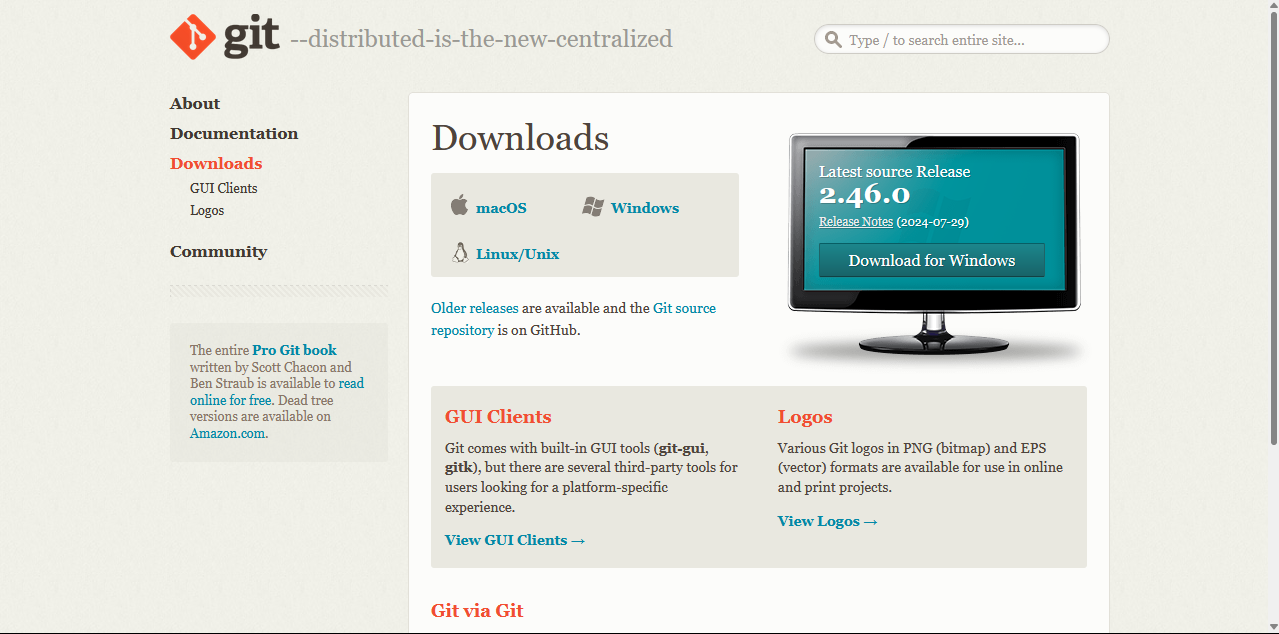 git --distributed-is-the-new-centralized
Type / to search entire site...
About
Documentation
Downloads
GUI Clients
Logos
Community
The entire Pro Git book
written by Scott Chacon and
Ben Straub is available to read
online for free. Dead tree
versions are available on
Amazon.com.
Downloads
macOS
Windows
Linux/Unix
Older releases are available and the Git source
repository is on GitHub.
Latest source Release
2.46.0
Release Notes (2024-07-29)
Download for Windows
GUI Clients
Git comes with built-in GUI tools (git-gui,
gitk), but there are several third-party tools for
users looking for a platform-specific
experience.
View GUI Clients →
Logos
Various Git logos in PNG (bitmap) and EPS
(vector) formats are available for use in online
and print projects.
View Logos →
Git via Git